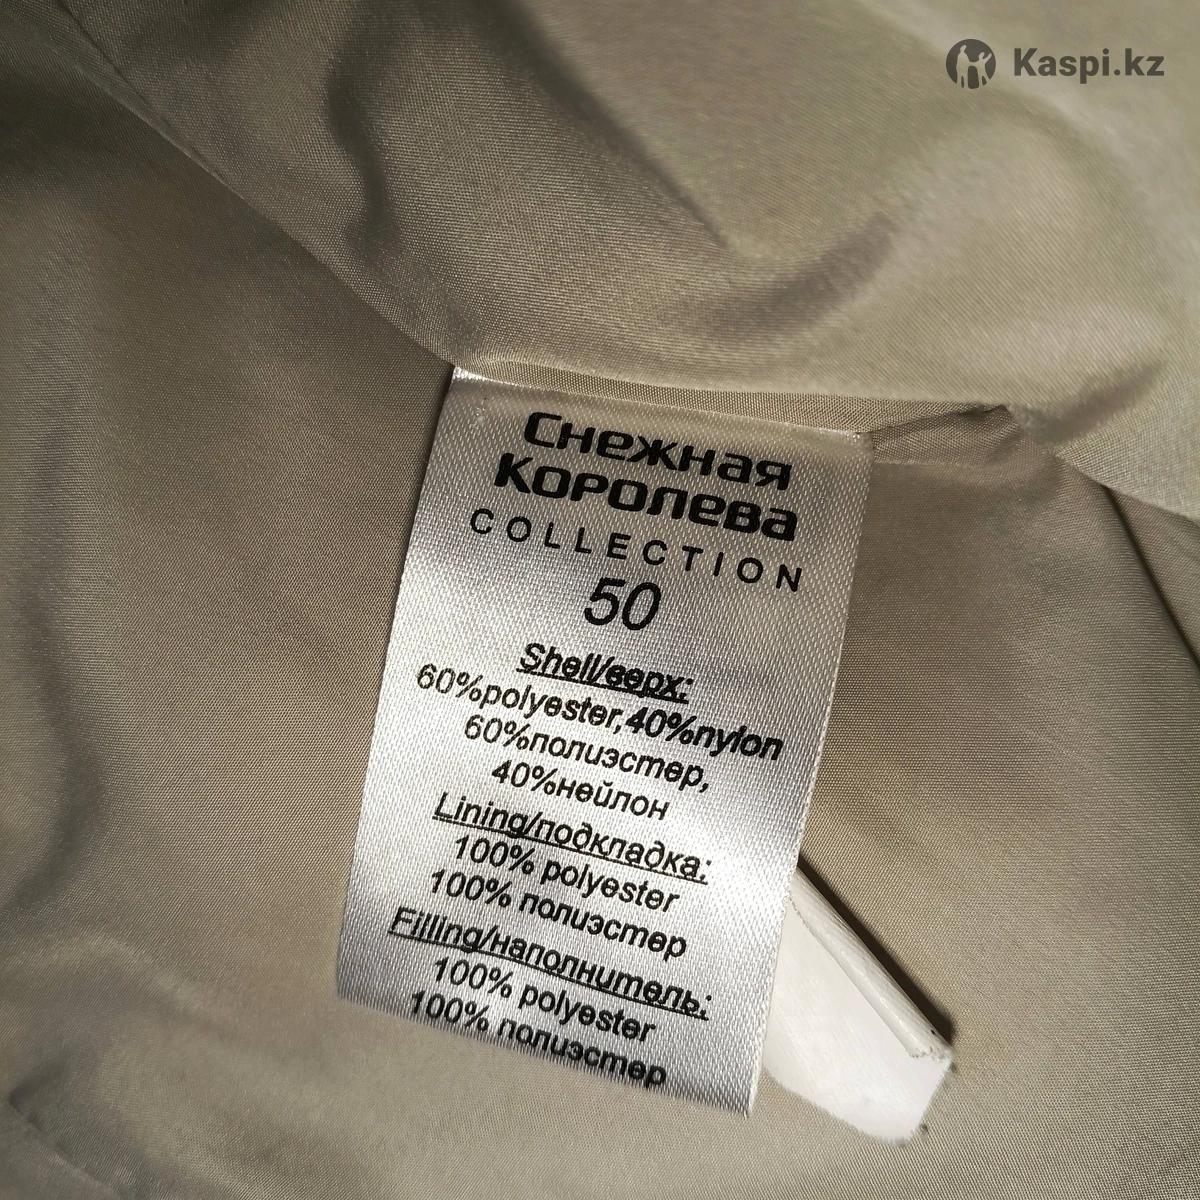 Kaspi.kz
Снежная
Королева
COLLECTION
50
Shell/верх:
60%polyester,40%nylon
60%полиэстер,
40%нейлон
Lining/подкладка:
100% polyester
100% полиэстер
Filling/наполнитель:
100% polyester
100% полиэстер